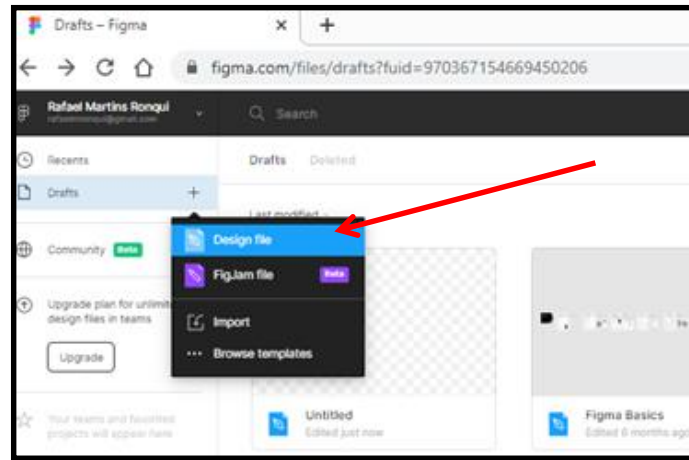 Drafts – Figma
figma.com/files/drafts?fuid=970367154669450206
Rafael Martins Ronqui
Search
Recents
Drafts Deleted
Drafts
Last modified
Design file
Community Beta
FigJam file Beta
Upgrade plan for unlimite
design files in teams
Import
Upgrade
Browse templates
Your teams and favorited
projects will appear here
Untitled
Edited just now
Figma Basics
Edited 6 months ago